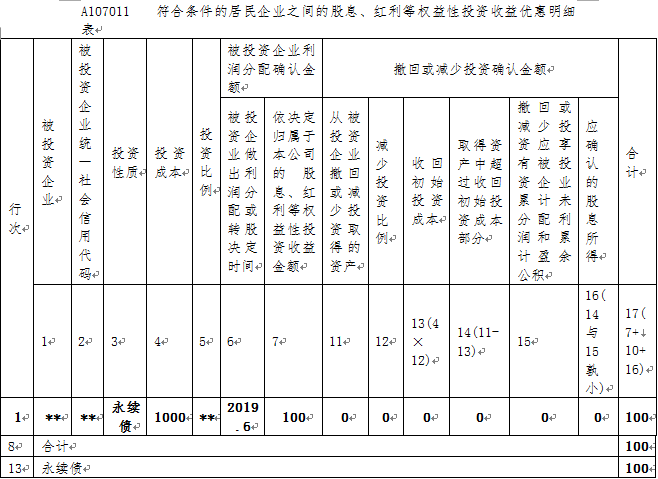 A107011 符合条件的居民企业之间的股息、红利等权益性投资收益优惠明细
表
行次
被投资企业
被投资企业统一社会信用代码
投资性质
投资成本
投资比例
被投资企业利润分配确认金额
撤回或减少投资确认金额
合计
被投资企业做出利润分配或转股决定时间
依决定归属于本公司的股息、红利等权益性投资收益金额
从被投资企业撤回或减少投资取得的资产
减少投资比例
收回初始投资成本
取得资产中超过收回初始投资成本部分
撤回或减少投资应享有被投资企业累计未分配利润和累计盈余公积
应确认的股息所得
1 2 3 4 5 6 7 11 12 13(4×12) 14(11-13) 15 16(14与15孰小) 17(7+10+16)
1 ** ** 永续债 1000 ** 2019.6 100 0 0 0 0 0 0 100
8 合计 100
13 永续债 100